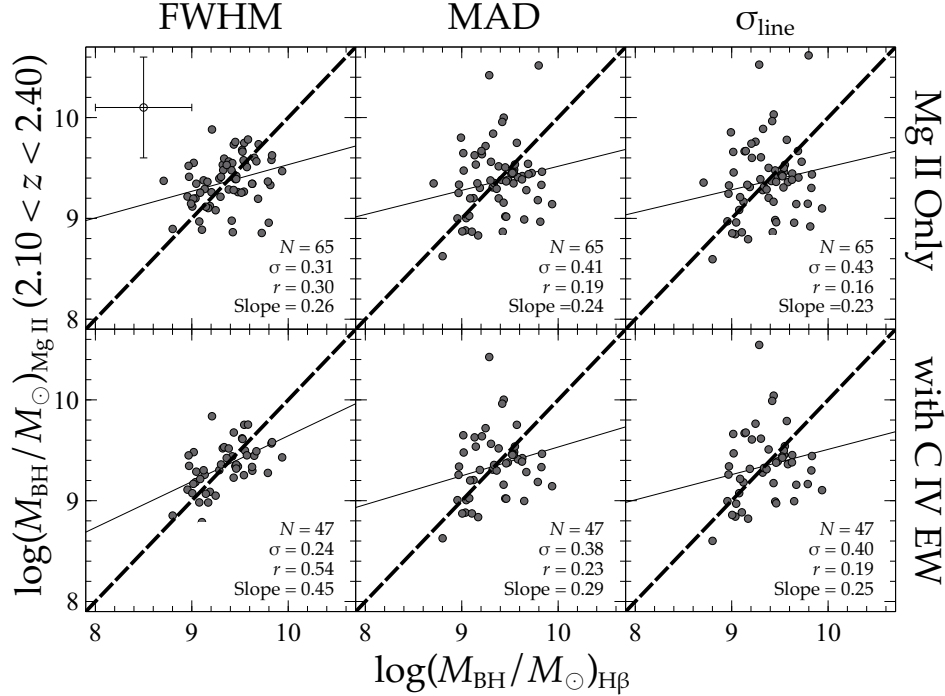 FWHM MAD σline
log(MBH/M⊙)Mg II (2.10 < z < 2.40)
Mg II Only
with C IV EW
10
9
8
N = 65
σ = 0.31
r = 0.30
Slope = 0.26
N = 65
σ = 0.41
r = 0.19
Slope =0.24
N = 65
σ = 0.43
r = 0.16
Slope =0.23
10
9
8
N = 47
σ = 0.24
r = 0.54
Slope = 0.45
N = 47
σ = 0.38
r = 0.23
Slope =0.29
N = 47
σ = 0.40
r = 0.19
Slope =0.25
8 9 10 8 9 10 8 9 10
log(MBH/M⊙)Hβ